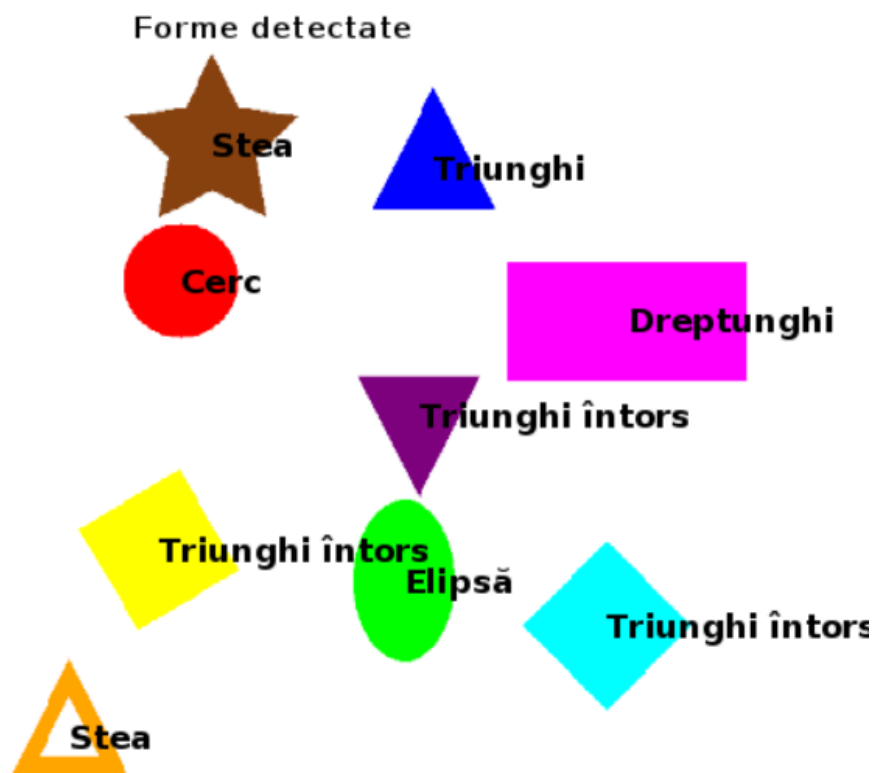 Forme detectate
Stea
Triunghi
Cerc
Dreptunghi
Triunghi întors
Triunghi întors
Elipsă
Triunghi întors
Stea